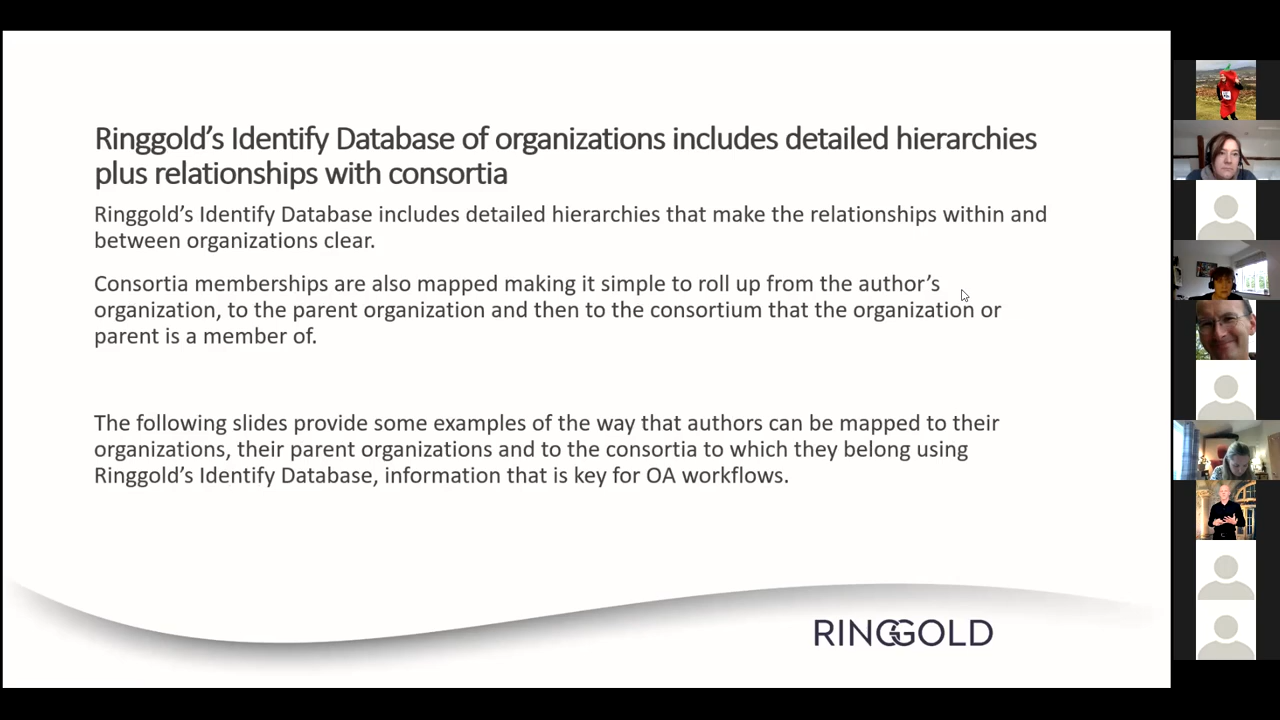 Ringgold’s Identify Database of organizations includes detailed hierarchies
plus relationships with consortia
Ringgold’s Identify Database includes detailed hierarchies that make the relationships within and
between organizations clear.
Consortia memberships are also mapped making it simple to roll up from the author’s
organization, to the parent organization and then to the consortium that the organization or
parent is a member of.
The following slides provide some examples of the way that authors can be mapped to their
organizations, their parent organizations and to the consortia to which they belong using
Ringgold’s Identify Database, information that is key for OA workflows.
RINGGOLD